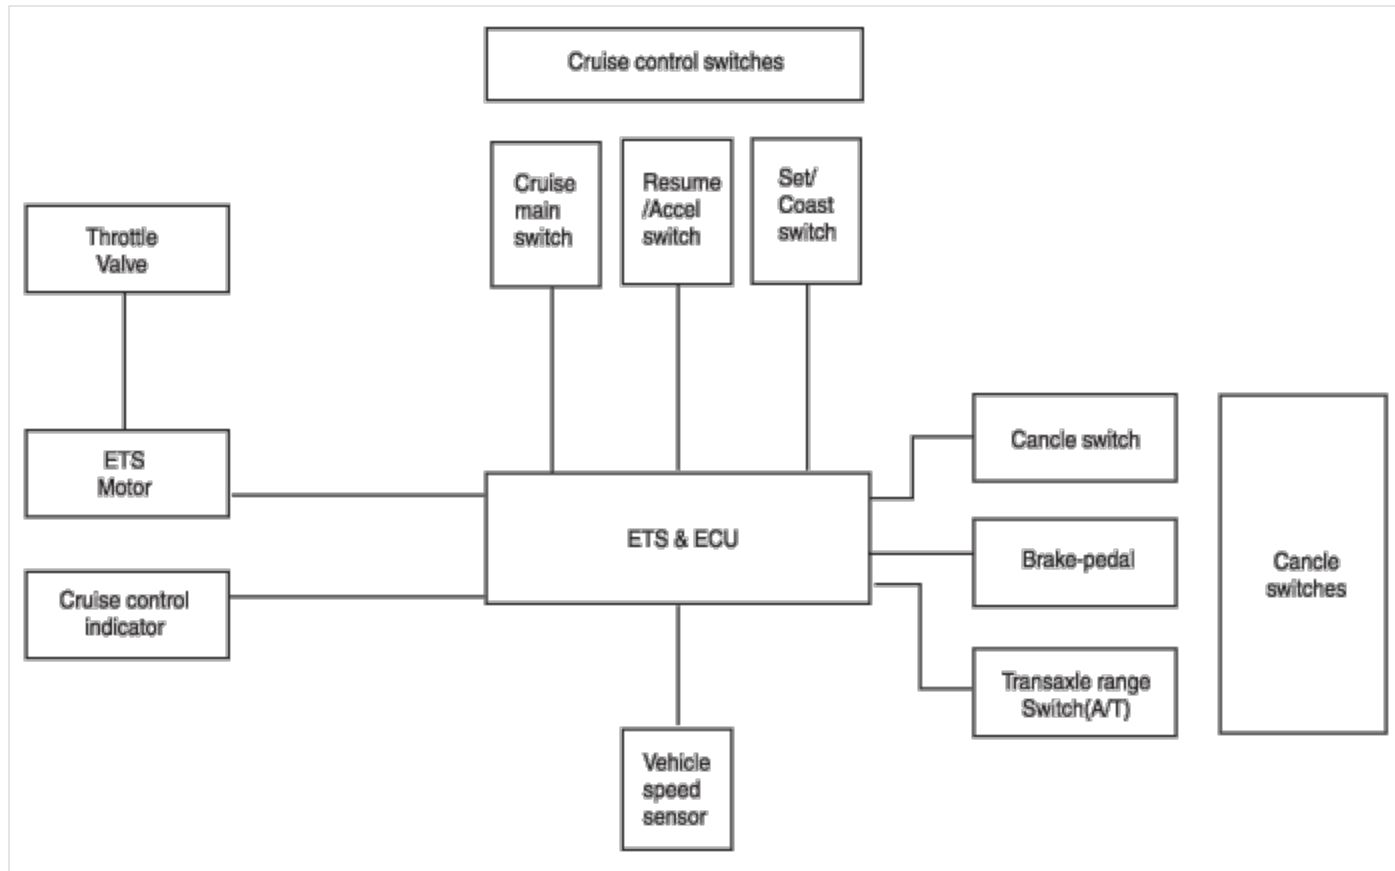 Cruise control switches
Cruise
main
switch
Resume
/Accel
switch
Set/
Coast
switch
Throttle
Valve
ETS
Motor
Cruise control
indicator
ETS & ECU
Vehicle
speed
sensor
Cancle switch
Brake-pedal
Transaxle range
Switch(A/T)
Cancle
switches